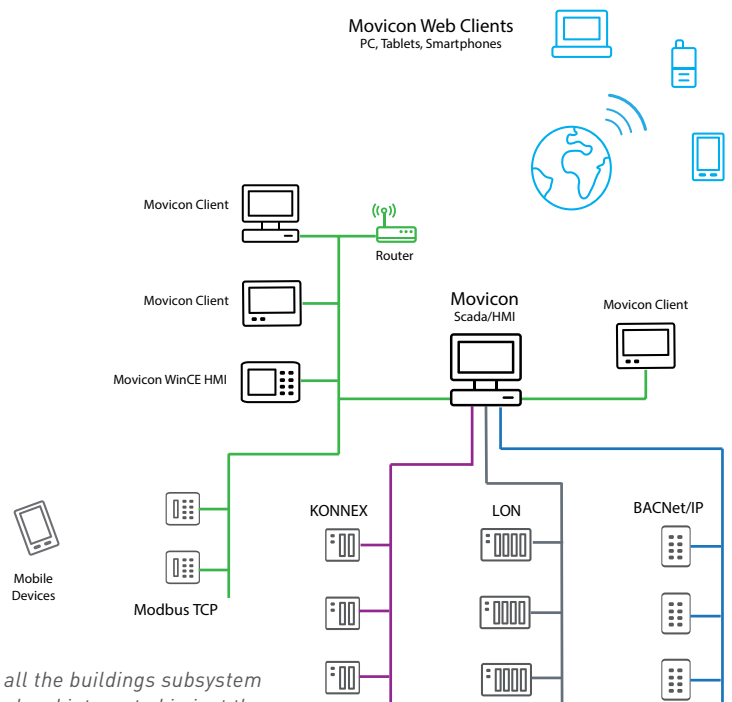 Movicon Web Clients
PC, Tablets, Smartphones
Movicon Client
Router
Movicon Client
Movicon
Scada/HMI
Movicon Client
Movicon WinCE HMI
KONNEX
LON
BACNet/IP
Mobile
Devices
Modbus TCP
all the buildings subsystem